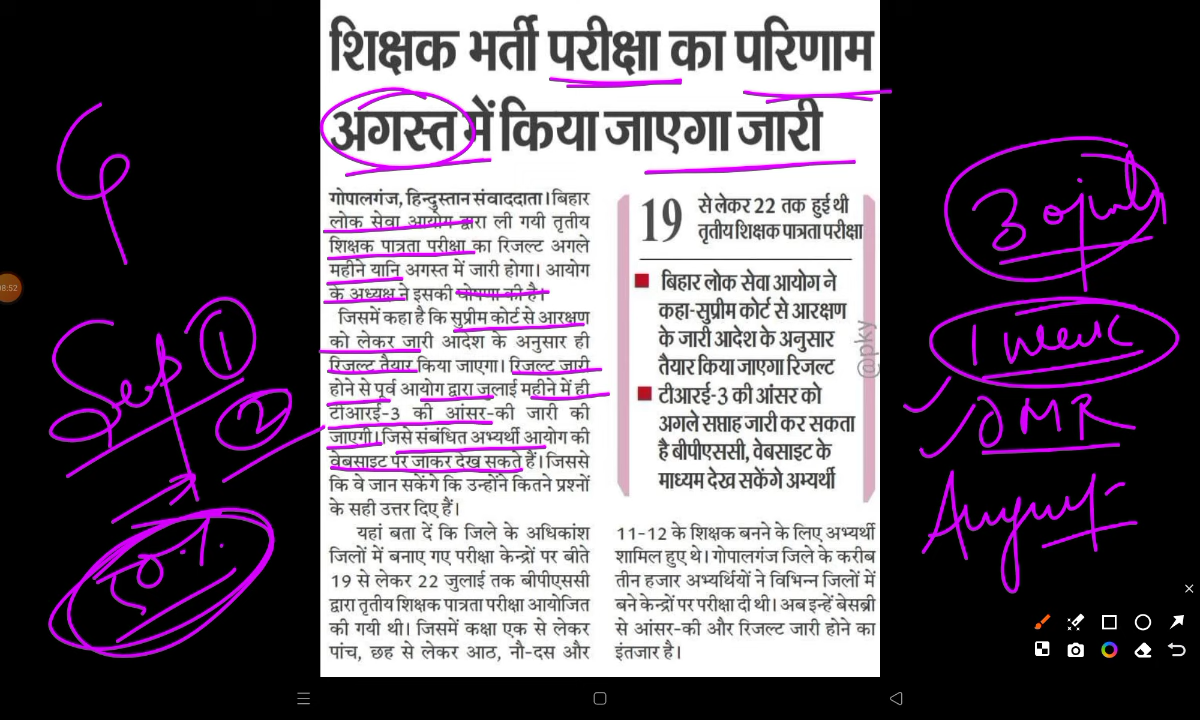 शिक्षक भर्ती परीक्षा का परिणाम
अगस्त में किया जाएगा जारी
गोपालगंज, हिन्दुस्तान संवाददाता। बिहार
लोक सेवा आयोग द्वारा ली गयी तृतीय
शिक्षक पात्रता परीक्षा का रिजल्ट अगले
महीने यानि अगस्त में जारी होगा। आयोग
के अध्यक्ष ने इसकी घोषणा की है।
जिसमें कहा है कि सुप्रीम कोर्ट से आरक्षण
को लेकर जारी आदेश के अनुसार ही
रिजल्ट तैयार किया जाएगा। रिजल्ट जारी
होने से पूर्व आयोग द्वारा जुलाई महीने में ही
टीआरई-3 की आंसर-की जारी की
जाएगी। जिसे संबंधित अभ्यर्थी आयोग की
वेबसाइट पर जाकर देख सकते हैं। जिससे
कि वे जान सकेंगे कि उन्होंने कितने प्रश्नों
के सही उत्तर दिए हैं।
यहां बता दें कि जिले के अधिकांश
जिलों में बनाए गए परीक्षा केन्द्रों पर बीते
19 से लेकर 22 जुलाई तक बीपीएससी
द्वारा तृतीय शिक्षक पात्रता परीक्षा आयोजित
की गयी थी। जिसमें कक्षा एक से लेकर
पांच, छह से लेकर आठ, नौ-दस और
19 से लेकर 22 तक हुई थी
तृतीय शिक्षक पात्रता परीक्षा
बिहार लोक सेवा आयोग ने
कहा-सुप्रीम कोर्ट से आरक्षण
के जारी आदेश के अनुसार
तैयार किया जाएगा रिजल्ट
टीआरई-3 की आंसर को
अगले सप्ताह जारी कर सकता
है बीपीएससी, वेबसाइट के
माध्यम देख सकेंगे अभ्यर्थी
11-12 के शिक्षक बनने के लिए अभ्यर्थी
शामिल हुए थे। गोपालगंज जिले के करीब
तीन हजार अभ्यर्थियों ने विभिन्न जिलों में
बने केन्द्रों पर परीक्षा दी थी। अब इन्हें बेसब्री
से आंसर-की और रिजल्ट जारी होने का
इंतजार है।
@pky
08:52
Sep 1
2
50%
30 july
1 week
OMR
August